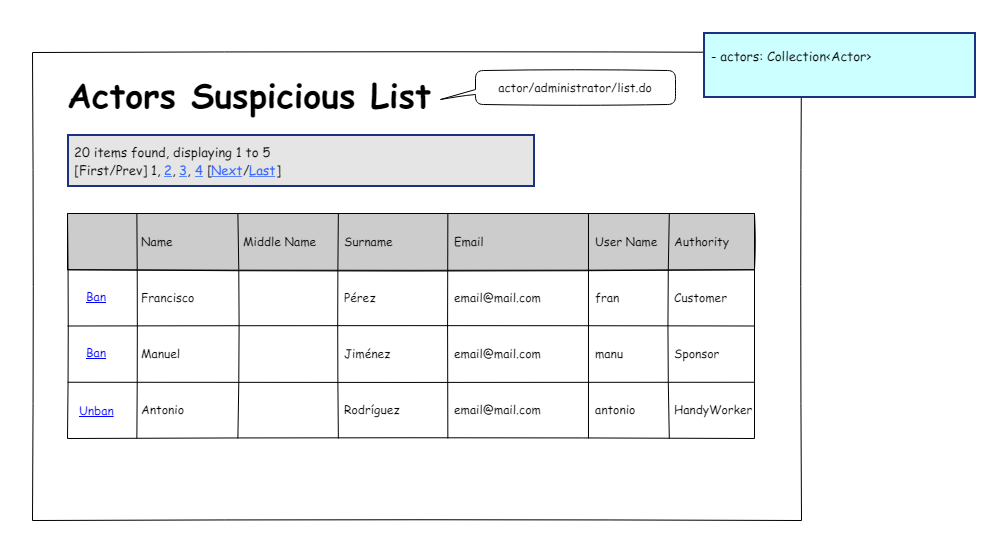 - actors: Collection<Actor>
Actors Suspicious List
actor/administrator/list.do
20 items found, displaying 1 to 5
[First/Prev] 1, 2, 3, 4 [Next/Last]
Name Middle Name Surname Email User Name Authority
Ban Francisco Pérez email@mail.com fran Customer
Ban Manuel Jiménez email@mail.com manu Sponsor
Unban Antonio Rodríguez email@mail.com antonio HandyWorker